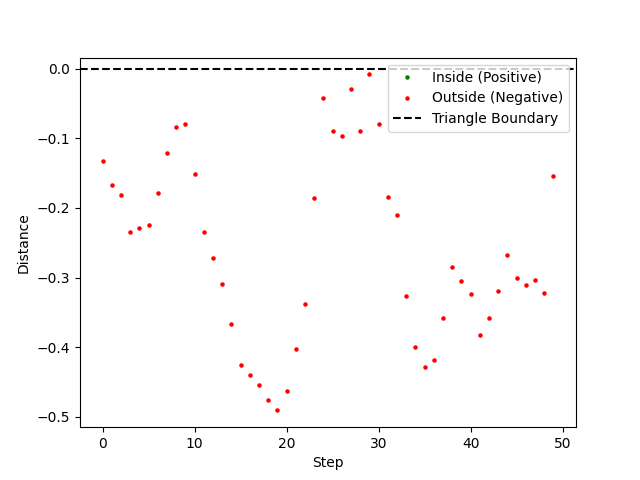 0.0
−0.1
−0.2
−0.3
−0.4
−0.5
Distance
0 10 20 30 40 50
Step
Inside (Positive)
Outside (Negative)
Triangle Boundary